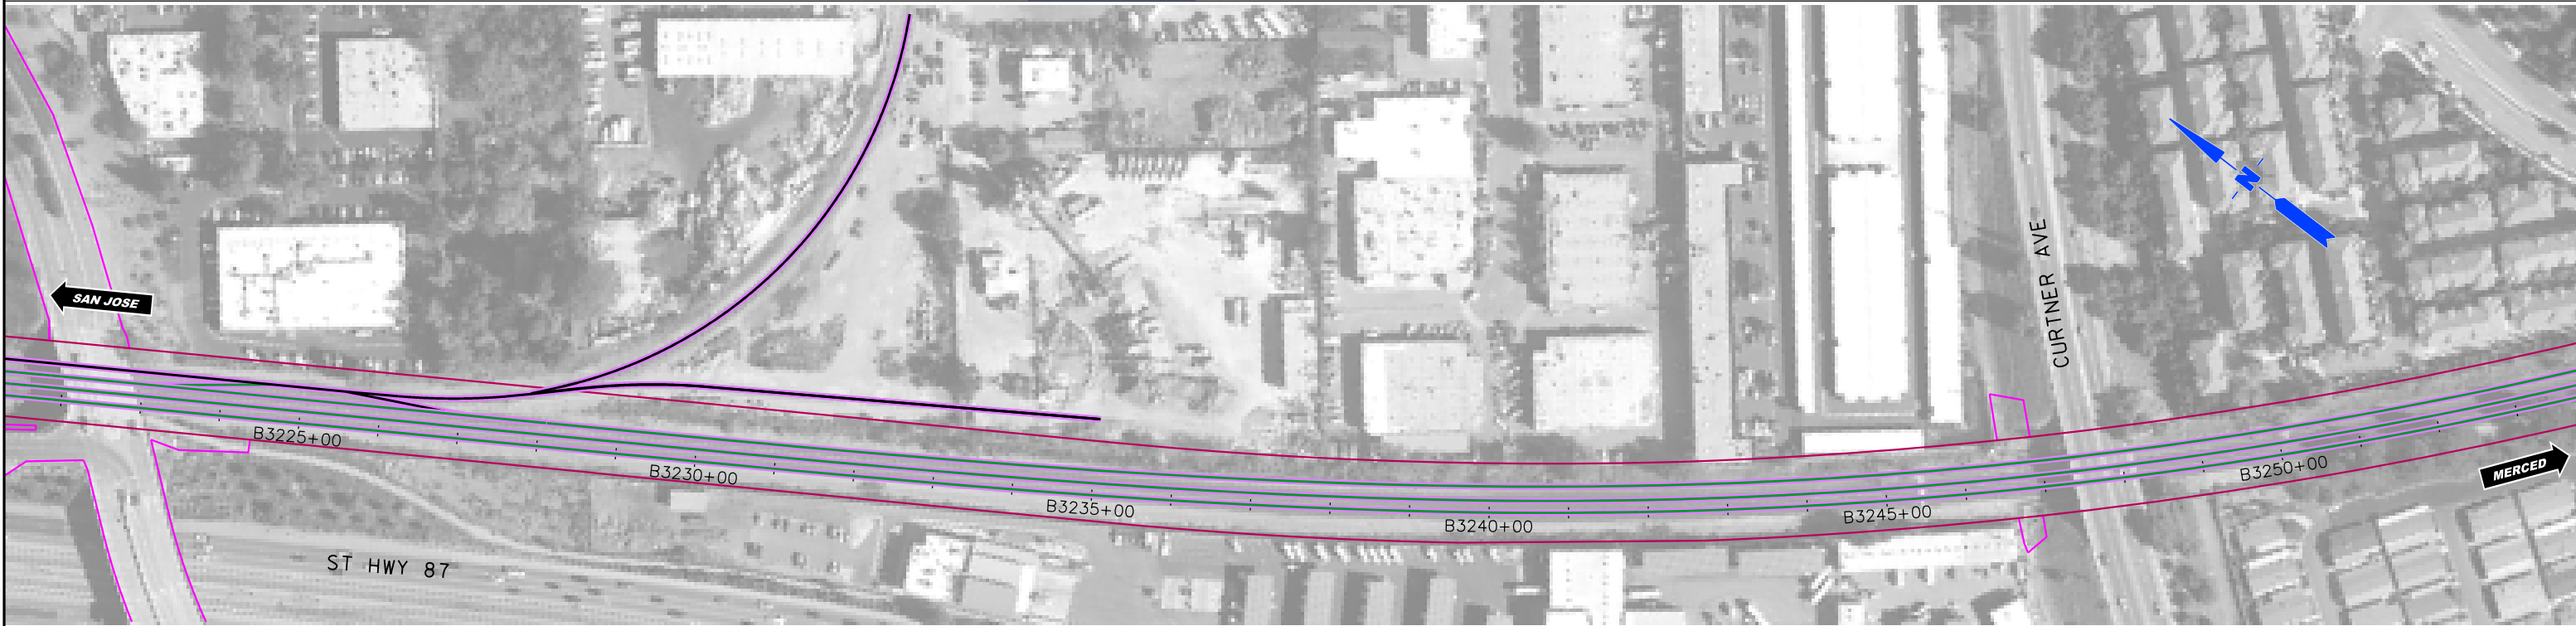 N
SAN JOSE
CURTNER AVE
B3225+00
B3230+00
B3235+00
B3240+00
B3245+00
B3250+00
MERCED
ST HWY 87